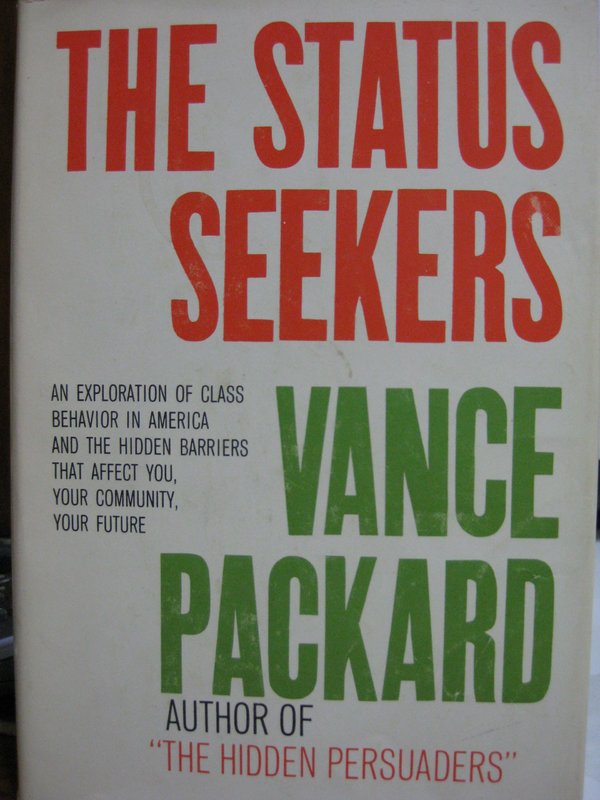 THE STATUS
SEEKERS
AN EXPLORATION OF CLASS
BEHAVIOR IN AMERICA
AND THE HIDDEN BARRIERS
THAT AFFECT YOU,
YOUR COMMUNITY,
YOUR FUTURE
VANCE
PACKARD
AUTHOR OF
"THE HIDDEN PERSUADERS"